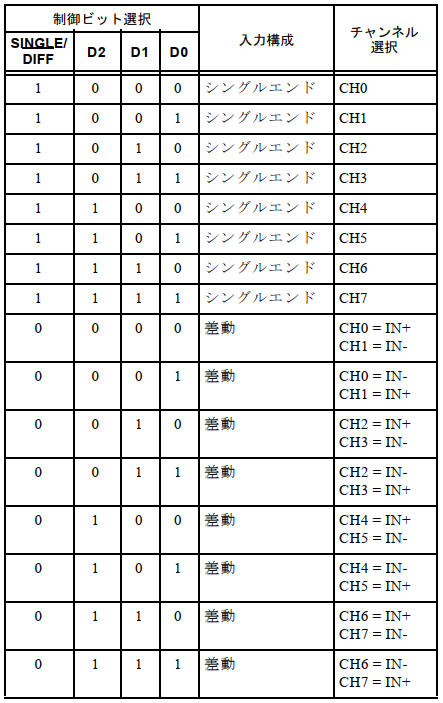 制御ビット選択 入力構成 チャンネル
選択
SINGLE/
DIFF D2 D1 D0
1 0 0 0 シングルエンド CH0
1 0 0 1 シングルエンド CH1
1 0 1 0 シングルエンド CH2
1 0 1 1 シングルエンド CH3
1 1 0 0 シングルエンド CH4
1 1 0 1 シングルエンド CH5
1 1 1 0 シングルエンド CH6
1 1 1 1 シングルエンド CH7
0 0 0 0 差動 CH0 = IN+
CH1 = IN-
0 0 0 1 差動 CH0 = IN-
CH1 = IN+
0 0 1 0 差動 CH2 = IN+
CH3 = IN-
0 0 1 1 差動 CH2 = IN-
CH3 = IN+
0 1 0 0 差動 CH4 = IN+
CH5 = IN-
0 1 0 1 差動 CH4 = IN-
CH5 = IN+
0 1 1 0 差動 CH6 = IN+
CH7 = IN-
0 1 1 1 差動 CH6 = IN-
CH7 = IN+